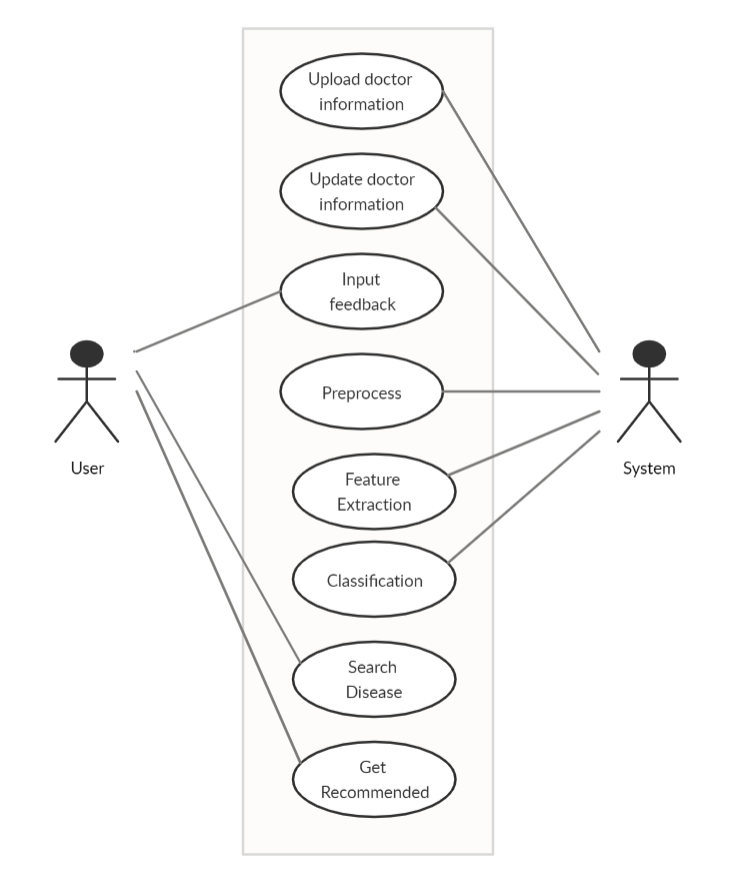 Upload doctor
information
Update doctor
information
Input
feedback
Preprocess
Feature
Extraction
Classification
Search
Disease
Get
Recommended
User
System